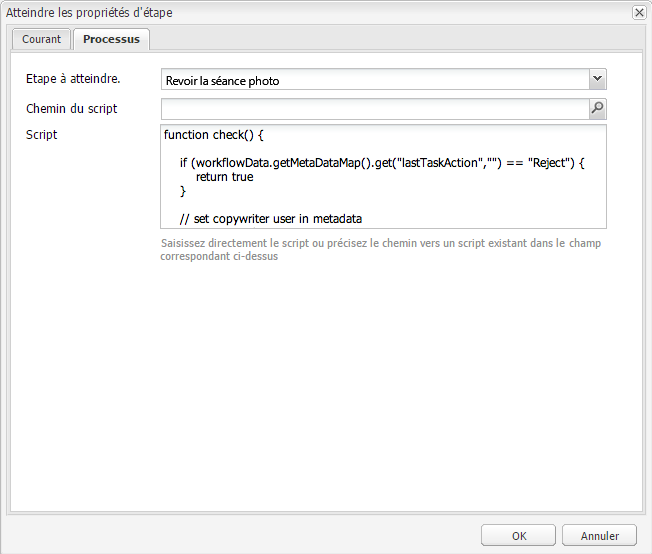 Atteindre les propriétés d'étape
Courant
Processus
Etape à atteindre.
Revoir la séance photo
Chemin du script
Script
function check() {
if (workflowData.getMetaDataMap().get("lastTaskAction","") == "Reject") {
return true
}
// set copywriter user in metadata
Saisissez directement le script ou précisez le chemin vers un script existant dans le champ
correspondant ci-dessus
OK
Annuler